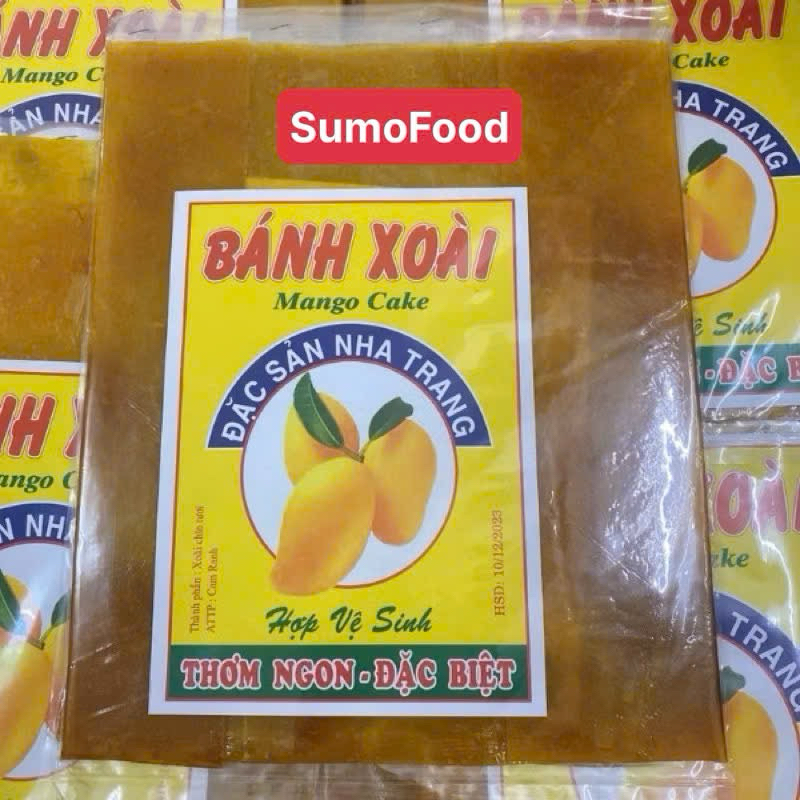 SumoFood
BÁNH XOÀI
Mango Cake
ĐẶC SẢN NHA TRANG
Thành phần : Xoài chín tươi
ATTP : Cam Ranh
HSD: 10/12/2023
Hợp Vệ Sinh
THƠM NGON - ĐẶC BIỆT